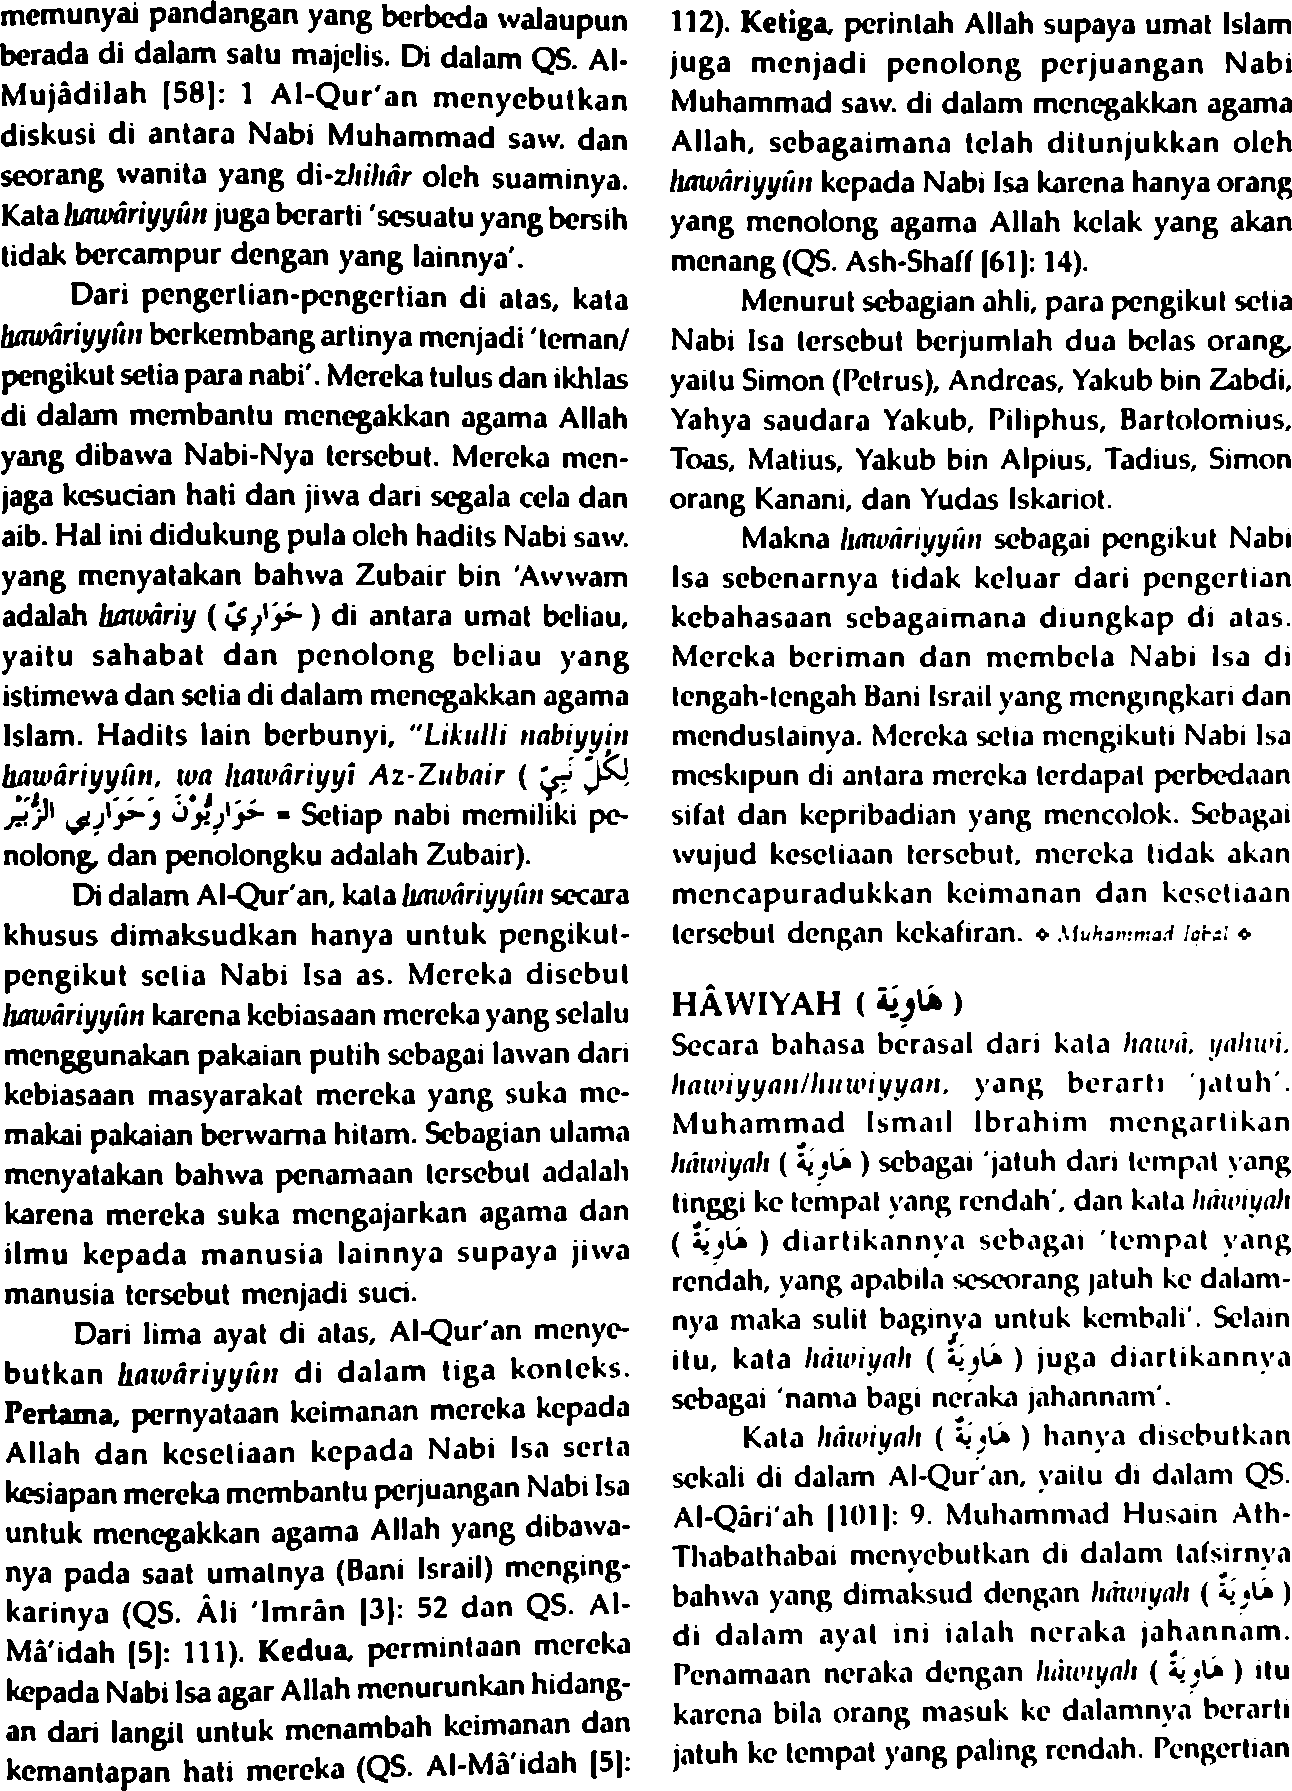 memunyai pandangan yang berbeda walaupun
berada di dalam satu majelis. Di dalam QS. Al-
Mujâdilah [58]: 1 Al-Qur'an menyebutkan
diskusi di antara Nabi Muhammad saw. dan
seorang wanita yang di-zhihâr oleh suaminya.
Kata hawâriyyûn juga berarti 'sesuatu yang bersih
tidak bercampur dengan yang lainnya'.
Dari pengertian-pengertian di atas, kata
hawâriyyûn berkembang artinya menjadi 'teman/
pengikut setia para nabi'. Mereka tulus dan ikhlas
di dalam membantu menegakkan agama Allah
yang dibawa Nabi-Nya tersebut. Mereka men-
jaga kesucian hati dan jiwa dari segala cela dan
aib. Hal ini didukung pula oleh hadits Nabi saw.
yang menyatakan bahwa Zubair bin 'Awwam
adalah hawâriy ( حَوَارِيّ ) di antara umat beliau,
yaitu sahabat dan penolong beliau yang
istimewa dan setia di dalam menegakkan agama
Islam. Hadits lain berbunyi, "Likulli nabiyyin
hawâriyyûn, wa hawâriyyî Az-Zubair ( لِكُلِّ نَبِيٍّ
حَوَارِيُّوْنَ وَحَوَارِيِي الزُّبَيْرُ = Setiap nabi memiliki pe-
nolong, dan penolongku adalah Zubair).
Di dalam Al-Qur'an, kata hawâriyyûn secara
khusus dimaksudkan hanya untuk pengikut-
pengikut setia Nabi Isa as. Mereka disebut
hawâriyyûn karena kebiasaan mereka yang selalu
menggunakan pakaian putih sebagai lawan dari
kebiasaan masyarakat mereka yang suka me-
makai pakaian berwarna hitam. Sebagian ulama
menyatakan bahwa penamaan tersebut adalah
karena mereka suka mengajarkan agama dan
ilmu kepada manusia lainnya supaya jiwa
manusia tersebut menjadi suci.
Dari lima ayat di atas, Al-Qur'an menye-
butkan hawâriyyûn di dalam tiga konteks.
Pertama, pernyataan keimanan mereka kepada
Allah dan kesetiaan kepada Nabi Isa serta
kesiapan mereka membantu perjuangan Nabi Isa
untuk menegakkan agama Allah yang dibawa-
nya pada saat umatnya (Bani Israil) menging-
karinya (QS. Âli 'Imrân [3]: 52 dan QS. Al-
Mâ'idah [5]: 111). Kedua, permintaan mereka
kepada Nabi Isa agar Allah menurunkan hidang-
an dari langit untuk menambah keimanan dan
kemantapan hati mereka (QS. Al-Mâ'idah [5]:
112). Ketiga, perintah Allah supaya umat Islam
juga menjadi penolong perjuangan Nabi
Muhammad saw. di dalam menegakkan agama
Allah, sebagaimana telah ditunjukkan oleh
hawâriyyûn kepada Nabi Isa karena hanya orang
yang menolong agama Allah kelak yang akan
menang (QS. Ash-Shaff [61]: 14).
Menurut sebagian ahli, para pengikut setia
Nabi Isa tersebut berjumlah dua belas orang,
yaitu Simon (Petrus), Andreas, Yakub bin Zabdi,
Yahya saudara Yakub, Piliphus, Bartolomius,
Toas, Matius, Yakub bin Alpius, Tadius, Simon
orang Kanani, dan Yudas Iskariot.
Makna hawâriyyûn sebagai pengikut Nabi
Isa sebenarnya tidak keluar dari pengertian
kebahasaan sebagaimana diungkap di atas.
Mereka beriman dan membela Nabi Isa di
tengah-tengah Bani Israil yang mengingkari dan
mendustainya. Mereka setia mengikuti Nabi Isa
meskipun di antara mereka terdapat perbedaan
sifat dan kepribadian yang mencolok. Sebagai
wujud kesetiaan tersebut, mereka tidak akan
mencapuradukkan keimanan dan kesetiaan
tersebut dengan kekafiran. ❖ Muhammad Iqbal ❖
HÂWIYAH ( هَاوِيَة )
Secara bahasa berasal dari kata hawâ, yahwi,
hawiyyan/huwiyyan, yang berarti 'jatuh'.
Muhammad Ismail Ibrahim mengartikan
hâwiyah ( هَاوِيَة ) sebagai 'jatuh dari tempat yang
tinggi ke tempat yang rendah', dan kata hâwiyah
( هَاوِيَة ) diartikannya sebagai 'tempat yang
rendah, yang apabila seseorang jatuh ke dalam-
nya maka sulit baginya untuk kembali'. Selain
itu, kata hâwiyah ( هَاوِيَة ) juga diartikannya
sebagai 'nama bagi neraka jahannam'.
Kata hâwiyah ( هَاوِيَة ) hanya disebutkan
sekali di dalam Al-Qur'an, yaitu di dalam QS.
Al-Qâri'ah [101]: 9. Muhammad Husain Ath-
Thabathabai menyebutkan di dalam tafsirnya
bahwa yang dimaksud dengan hâwiyah ( هَاوِيَة )
di dalam ayat ini ialah neraka jahannam.
Penamaan neraka dengan hâwiyah ( هَاوِيَة ) itu
karena bila orang masuk ke dalamnya berarti
jatuh ke tempat yang paling rendah. Pengertian